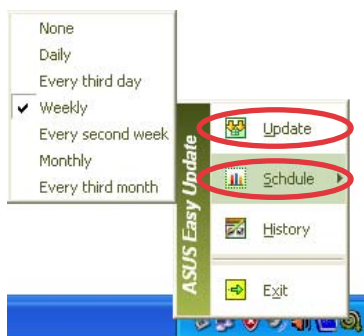 None
Daily
Every third day
Weekly
Every second week
Monthly
Every third month
ASUS Easy Update
Update
Schdule
History
Exit